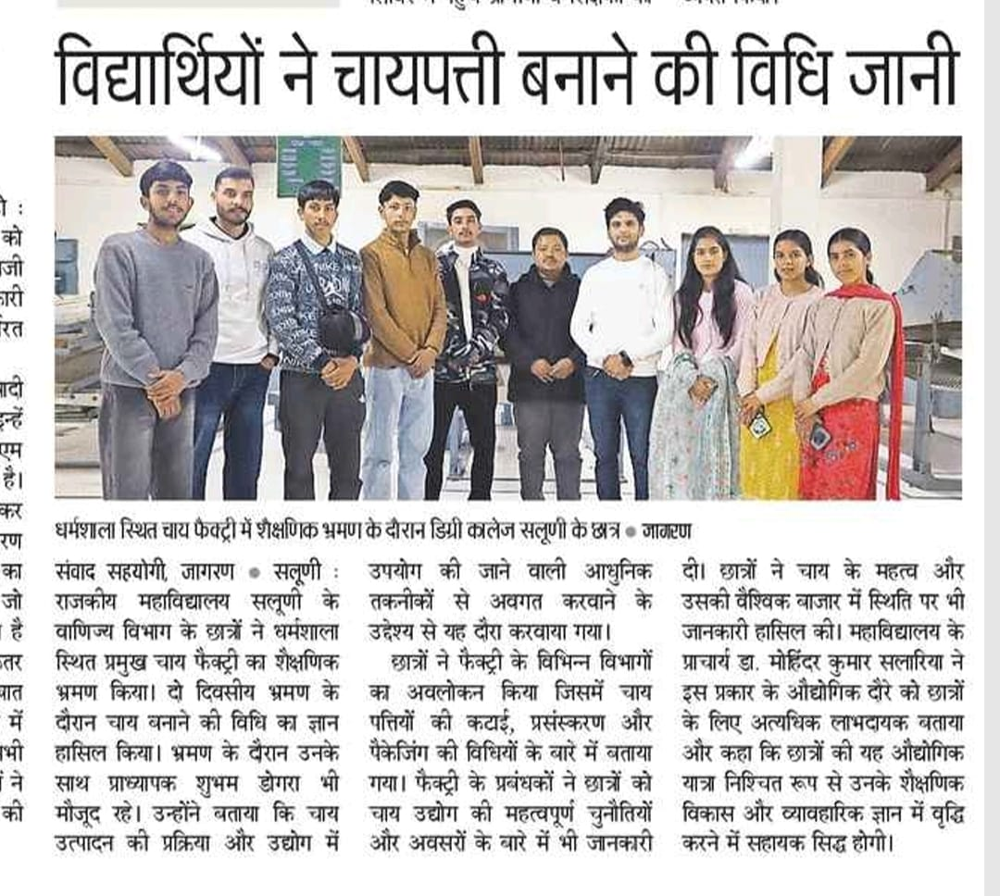 विद्यार्थियों ने चायपत्ती बनाने की विधि जानी
धर्मशाला स्थित चाय फैक्ट्री में शैक्षणिक भ्रमण के दौरान डिग्री कालेज सलूणी के छात्र ● जागरण
संवाद सहयोगी, जागरण ● सलूणी :
राजकीय महाविद्यालय सलूणी के
वाणिज्य विभाग के छात्रों ने धर्मशाला
स्थित प्रमुख चाय फैक्ट्री का शैक्षणिक
भ्रमण किया। दो दिवसीय भ्रमण के
दौरान चाय बनाने की विधि का ज्ञान
हासिल किया। भ्रमण के दौरान उनके
साथ प्राध्यापक शुभम डोगरा भी
मौजूद रहे। उन्होंने बताया कि चाय
उत्पादन की प्रक्रिया और उद्योग में
उपयोग की जाने वाली आधुनिक
तकनीकों से अवगत करवाने के
उद्देश्य से यह दौरा करवाया गया।
छात्रों ने फैक्ट्री के विभिन्न विभागों
का अवलोकन किया जिसमें चाय
पत्तियों की कटाई, प्रसंस्करण और
पैकेजिंग की विधियों के बारे में बताया
गया। फैक्ट्री के प्रबंधकों ने छात्रों को
चाय उद्योग की महत्वपूर्ण चुनौतियों
और अवसरों के बारे में भी जानकारी
दी। छात्रों ने चाय के महत्व और
उसकी वैश्विक बाजार में स्थिति पर भी
जानकारी हासिल की। महाविद्यालय के
प्राचार्य डा. मोहिंदर कुमार सलारिया ने
इस प्रकार के औद्योगिक दौरे को छात्रों
के लिए अत्यधिक लाभदायक बताया
और कहा कि छात्रों की यह औद्योगिक
यात्रा निश्चित रूप से उनके शैक्षणिक
विकास और व्यावहारिक ज्ञान में वृद्धि
करने में सहायक सिद्ध होगी।